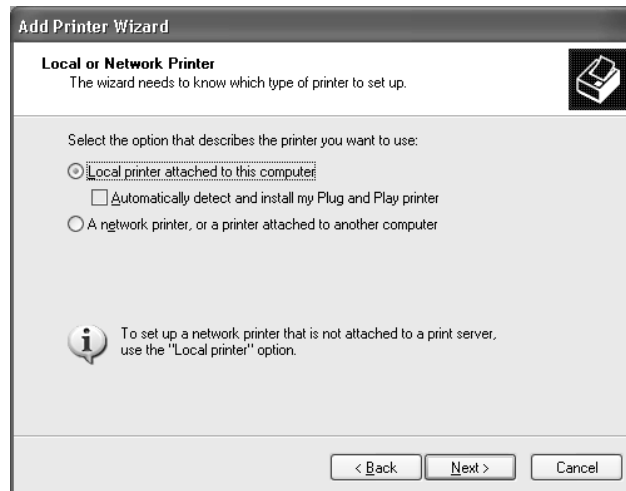 Add Printer Wizard
Local or Network Printer
The wizard needs to know which type of printer to set up.
Select the option that describes the printer you want to use:
Local printer attached to this computer
Automatically detect and install my Plug and Play printer
A network printer, or a printer attached to another computer
To set up a network printer that is not attached to a print server,
use the "Local printer" option.
< Back Next > Cancel